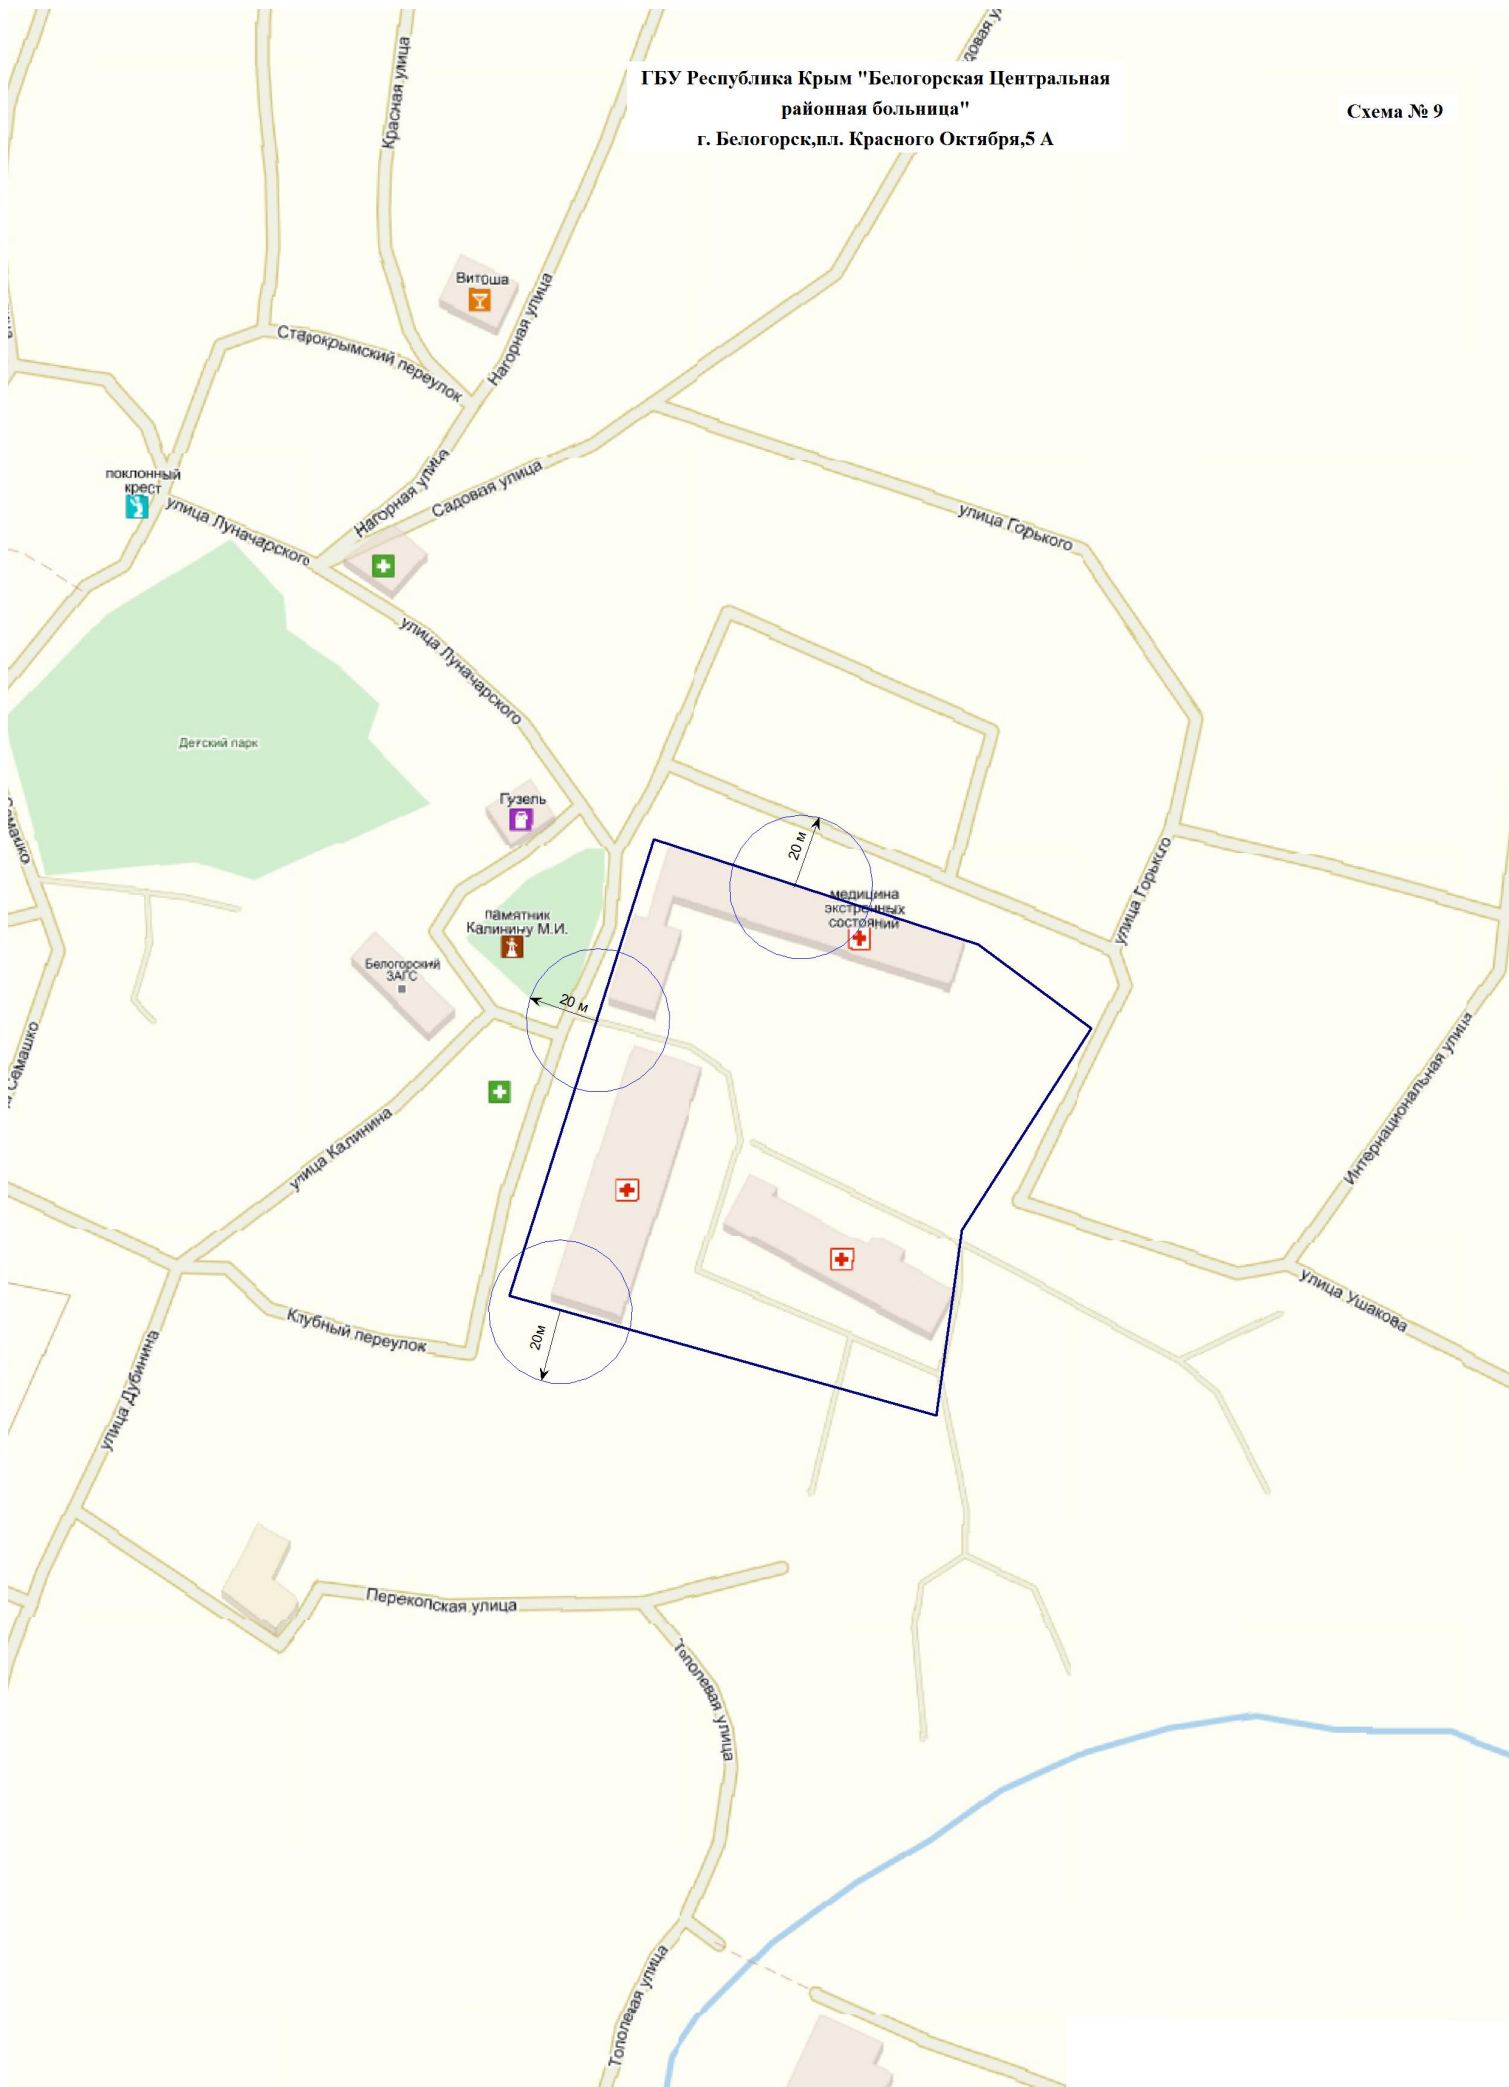 ГБУ Республика Крым "Белогорская Центральная
районная больница"
г. Белогорск,пл. Красного Октября,5 А
Схема № 9
Красная улица
Витоша
Нагорная улица
Старокрымский переулок
поклонный
крест
улица Луначарского
Нагорная улица
Садовая улица
улица Горького
улица Луначарского
Детский парк
Гузель
20 м
улица Горького
медицина
экстренных
состояний
памятник
Калинину М.И.
Белогорский
ЗАГС
20 м
Семашко
Интернациональная улица
улица Калинина
улица Ушакова
Клубный переулок
20м
улица Дубинина
Перекопская улица
Тополевая улица
Тополевая улица